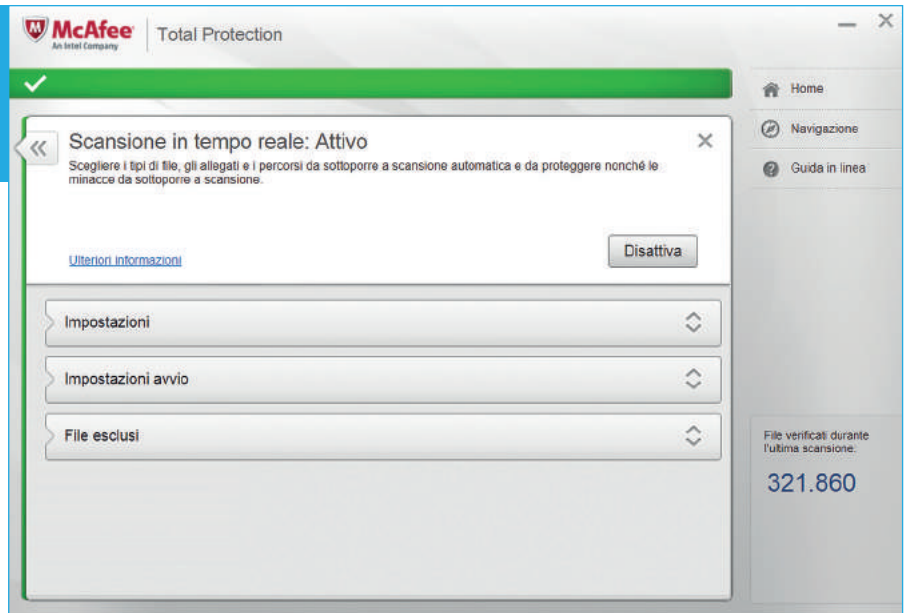 McAfee
An Intel Company
Total Protection
Home
Navigazione
Guida in linea
Scansione in tempo reale: Attivo
Scegliere i tipi di file, gli allegati e i percorsi da sottoporre a scansione automatica e da proteggere nonché le
minacce da sottoporre a scansione.
Ulteriori informazioni
Disattiva
Impostazioni
Impostazioni avvio
File esclusi
File verificati durante
l'ultima scansione:
321.860